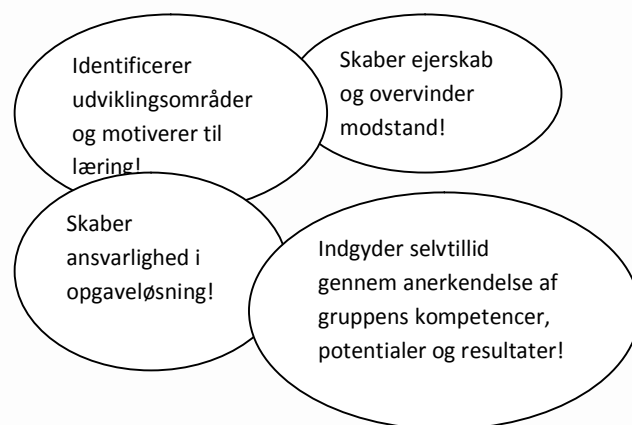 Identificerer
udviklingsområder
og motiverer til
læring!
Skaber ejerskab
og overvinder
modstand!
Skaber
ansvarlighed i
opgaveløsning!
Indgyder selvtillid
gennem anerkendelse af
gruppens kompetencer,
potentialer og resultater!